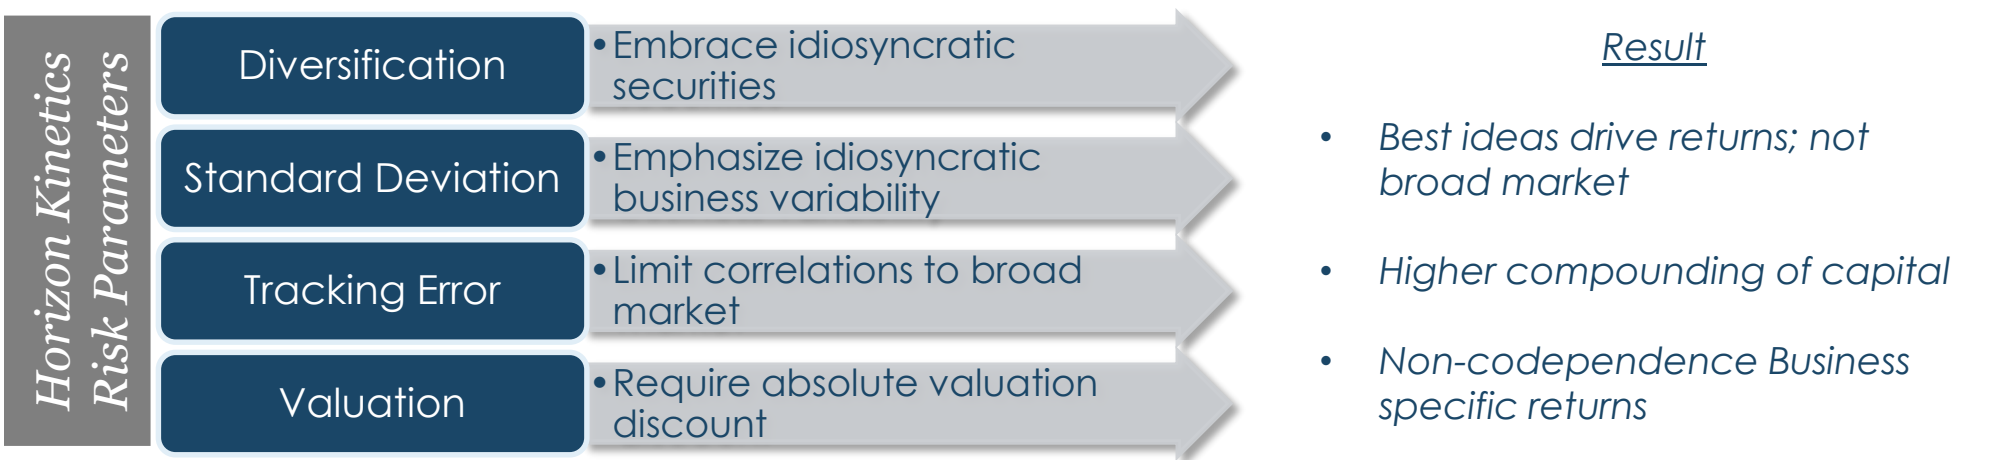 Horizon Kinetics
Risk Parameters
Diversification
•Embrace idiosyncratic
securities
Standard Deviation
•Emphasize idiosyncratic
business variability
Tracking Error
•Limit correlations to broad
market
Valuation
•Require absolute valuation
discount
Result
• Best ideas drive returns; not
broad market
• Higher compounding of capital
• Non-codependence Business
specific returns